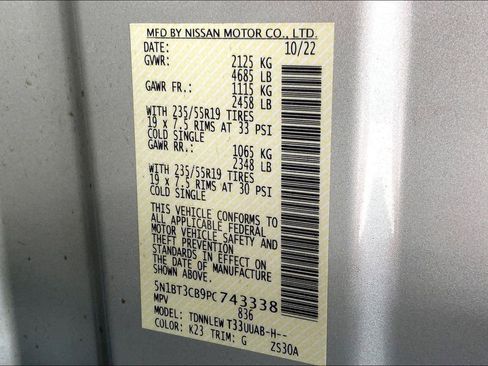 MFD BY NISSAN MOTOR CO., LTD.
DATE: 10/22
GVWR: 2125 KG
4685 LB
GAWR FR.: 1115 KG
2458 LB
WITH 235/55R19 TIRES
19 x 7.5 RIMS AT 33 PSI
COLD SINGLE
GAWR RR.: 1065 KG
2348 LB
WITH 235/55R19 TIRES
19 x 7.5 RIMS AT 30 PSI
COLD SINGLE
THIS VEHICLE CONFORMS TO
ALL APPLICABLE FEDERAL
MOTOR VEHICLE SAFETY AND
THEFT PREVENTION
STANDARDS IN EFFECT ON
THE DATE OF MANUFACTURE
SHOWN ABOVE.
5N1BT3CB9PC743338
MPV 836
MODEL: TDNNLEW T33UUAB-H--
COLOR: K23 TRIM: G ZS30A